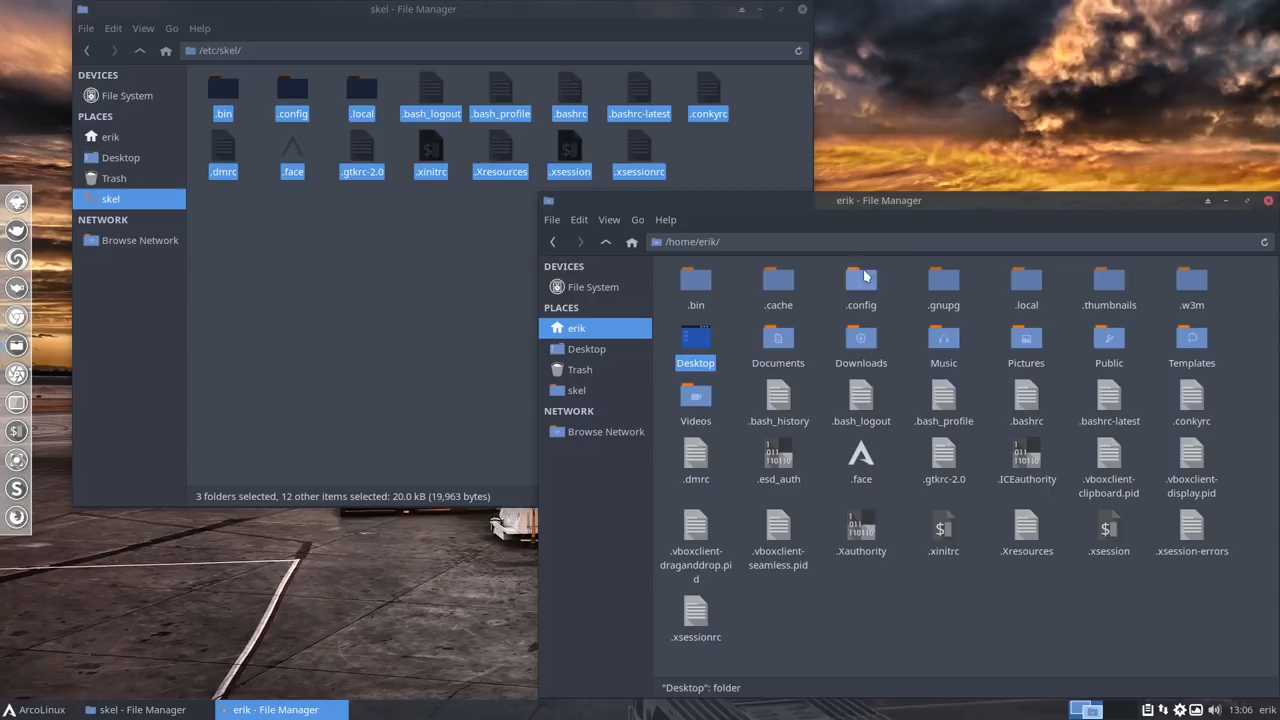 skel - File Manager
File Edit View Go Help
/etc/skel/
DEVICES
File System
PLACES
erik
Desktop
Trash
skel
NETWORK
Browse Network
.bin .config .local .bash_logout .bash_profile .bashrc .bashrc-latest .conkyrc
.dmrc .face .gtkrc-2.0 .xinitrc .Xresources .xsession .xsessionrc
3 folders selected, 12 other items selected: 20.0 kB (19,963 bytes)
erik - File Manager
File Edit View Go Help
/home/erik/
DEVICES
File System
PLACES
erik
Desktop
Trash
skel
NETWORK
Browse Network
.bin .cache .config .gnupg .local .thumbnails .w3m
Desktop Documents Downloads Music Pictures Public Templates
Videos .bash_history .bash_logout .bash_profile .bashrc .bashrc-latest .conkyrc
.dmrc .esd_auth .face .gtkrc-2.0 .ICEauthority .vboxclient-clipboard.pid .vboxclient-display.pid
.vboxclient-draganddrop.pid .vboxclient-seamless.pid .Xauthority .xinitrc .Xresources .xsession .xsession-errors
.xsessionrc
"Desktop": folder
ArcoLinux skel - File Manager erik - File Manager 13:06 erik